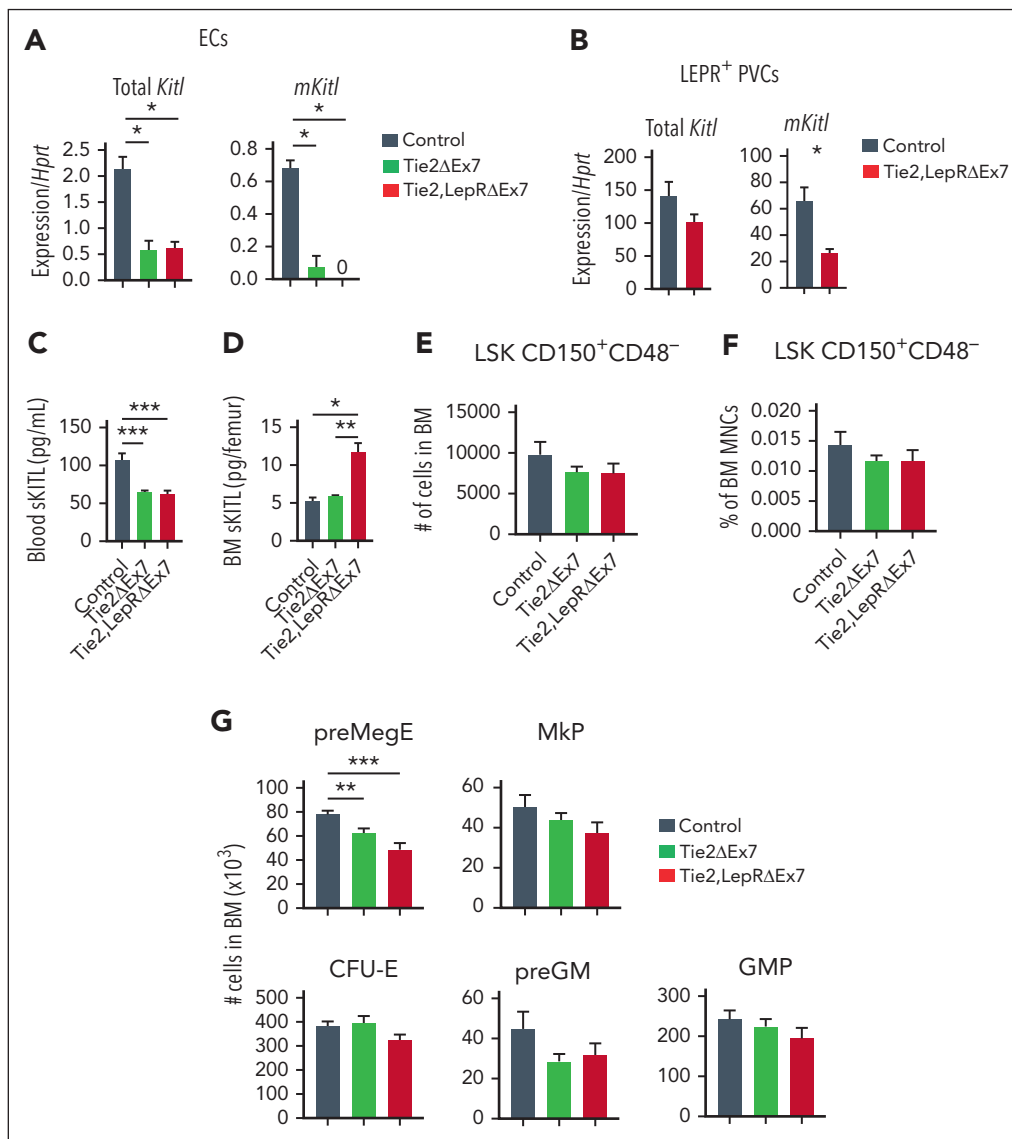 A
ECs
Total Kitl
mKitl
*
*
*
*
Expression/Hprt
2.5
2.0
1.5
1.0
0.5
0.0
0.8
0.6
0.4
0.2
0.0
0
Control
Tie2ΔEx7
Tie2,LepRΔEx7
B
LEPR+ PVCs
Total Kitl
mKitl
*
Expression/Hprt
150
100
50
0
100
80
60
40
20
0
Control
Tie2,LepRΔEx7
C
***
***
Blood sKITL (pg/mL)
150
100
50
0
Control
Tie2ΔEx7
Tie2,LepRΔEx7
D
*
**
BM sKITL (pg/femur)
15
10
5
0
Control
Tie2ΔEx7
Tie2,LepRΔEx7
E
LSK CD150+CD48−
# of cells in BM
15000
10000
5000
0
Control
Tie2ΔEx7
Tie2,LepRΔEx7
F
LSK CD150+CD48−
% of BM MNCs
0.020
0.015
0.010
0.005
0.000
Control
Tie2ΔEx7
Tie2,LepRΔEx7
G
# cells in BM (x10³)
preMegE
***
**
100
80
60
40
20
0
MkP
60
40
20
0
Control
Tie2ΔEx7
Tie2,LepRΔEx7
CFU-E
500
400
300
200
100
0
preGM
60
40
20
0
GMP
300
200
100
0